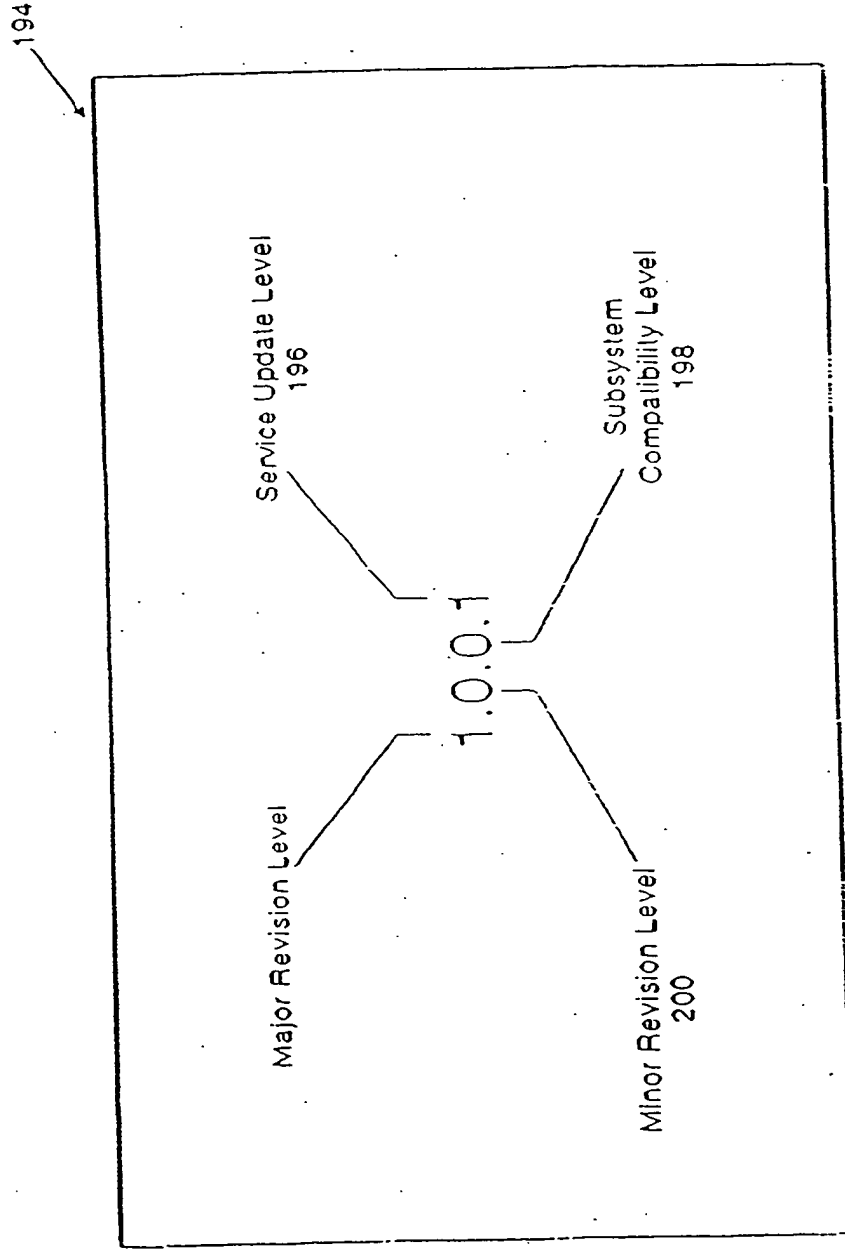 194
Major Revision Level
Service Update Level
196
1.0.0.1
Minor Revision Level
200
Subsystem
Compatibility Level
198